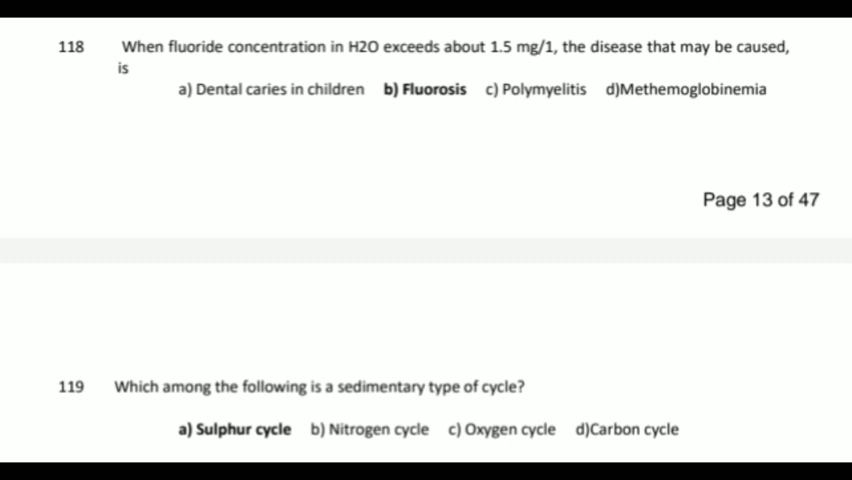 118 When fluoride concentration in H2O exceeds about 1.5 mg/1, the disease that may be caused,
is
a) Dental caries in children b) Fluorosis c) Polymyelitis d)Methemoglobinemia
Page 13 of 47
119 Which among the following is a sedimentary type of cycle?
a) Sulphur cycle b) Nitrogen cycle c) Oxygen cycle d)Carbon cycle